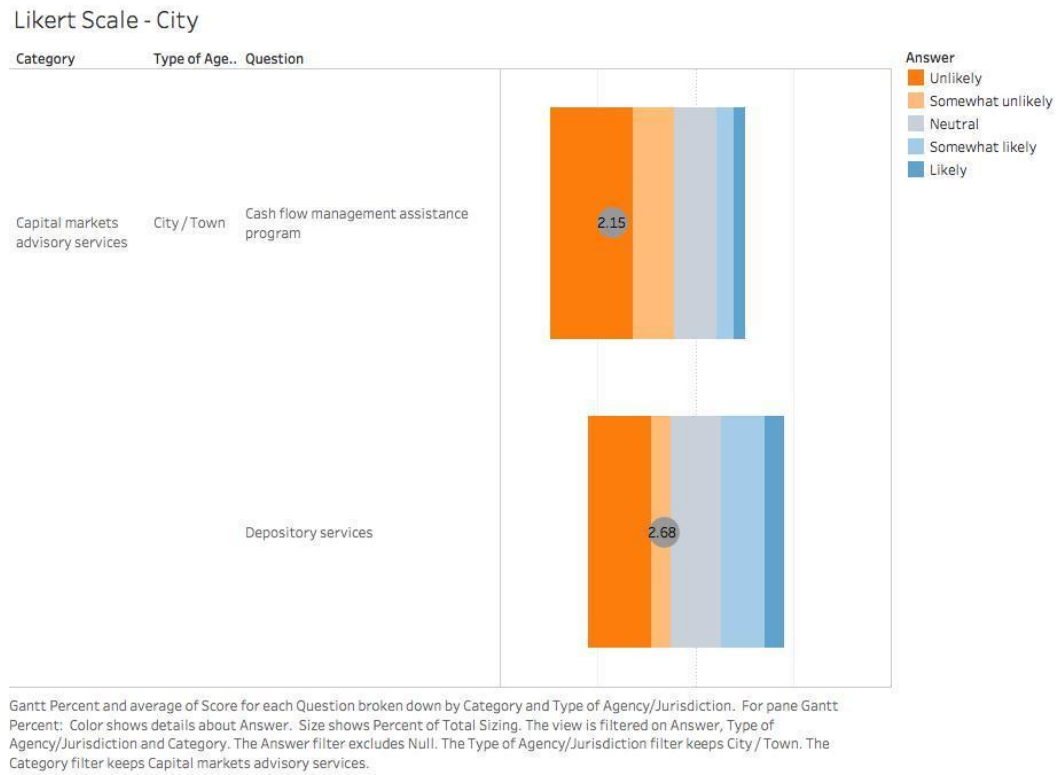 Likert Scale - City
Category Type of Age.. Question
Answer
Unlikely
Somewhat unlikely
Neutral
Somewhat likely
Likely
Capital markets
advisory services
City / Town
Cash flow management assistance
program
2.15
Depository services
2.68
Gantt Percent and average of Score for each Question broken down by Category and Type of Agency/Jurisdiction. For pane Gantt
Percent: Color shows details about Answer. Size shows Percent of Total Sizing. The view is filtered on Answer, Type of
Agency/Jurisdiction and Category. The Answer filter excludes Null. The Type of Agency/Jurisdiction filter keeps City / Town. The
Category filter keeps Capital markets advisory services.